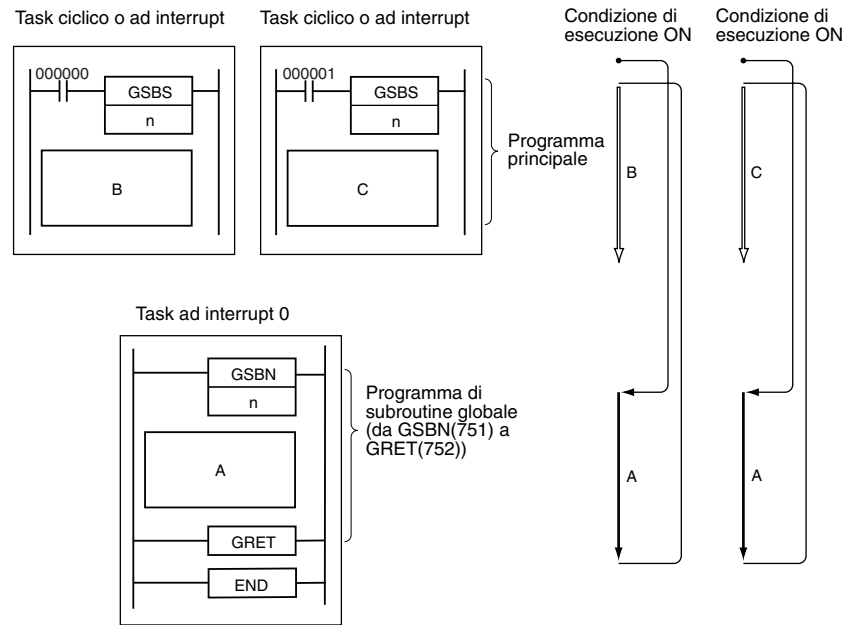 Task ciclico o ad interrupt
000000
GSBS
n
B
Task ciclico o ad interrupt
000001
GSBS
n
C
Programma
principale
Condizione di
esecuzione ON
B
A
Condizione di
esecuzione ON
C
A
Task ad interrupt 0
GSBN
n
A
GRET
END
Programma di
subroutine globale
(da GSBN(751) a
GRET(752))